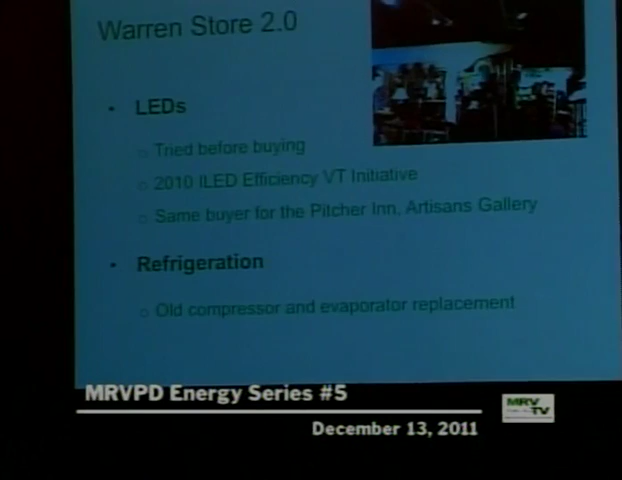 Warren Store 2.0
• LEDs
○ Tried before buying
○ 2010 ILED Efficiency VT Initiative
○ Same buyer for the Pitcher Inn, Artisans Gallery
• Refrigeration
○ Old compressor and evaporator replacement
MRVPD Energy Series #5
December 13, 2011
MRV
TV